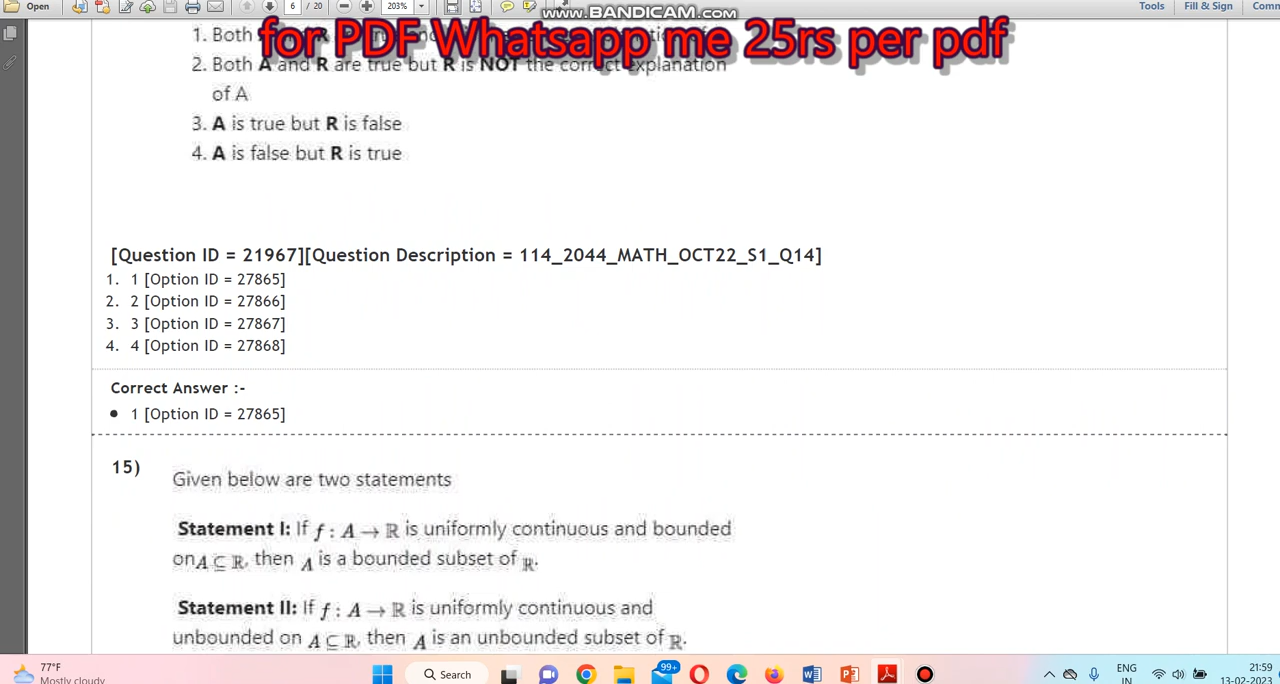 Open 6 / 20 203% Tools Fill & Sign Comm
www.BANDICAM.com
for PDF Whatsapp me 25rs per pdf
1. Both
2. Both A and R are true but R is NOT the correct explanation
of A
3. A is true but R is false
4. A is false but R is true
[Question ID = 21967][Question Description = 114_2044_MATH_OCT22_S1_Q14]
1. 1 [Option ID = 27865]
2. 2 [Option ID = 27866]
3. 3 [Option ID = 27867]
4. 4 [Option ID = 27868]
Correct Answer :-
• 1 [Option ID = 27865]
15) Given below are two statements
Statement I: If f : A → ℝ is uniformly continuous and bounded
on A ⊆ ℝ, then A is a bounded subset of ℝ.
Statement II: If f : A → ℝ is uniformly continuous and
unbounded on A ⊆ ℝ, then A is an unbounded subset of ℝ.
77°F
Mostly cloudy
Search
99+
ENG
IN
21:59
13-02-2023